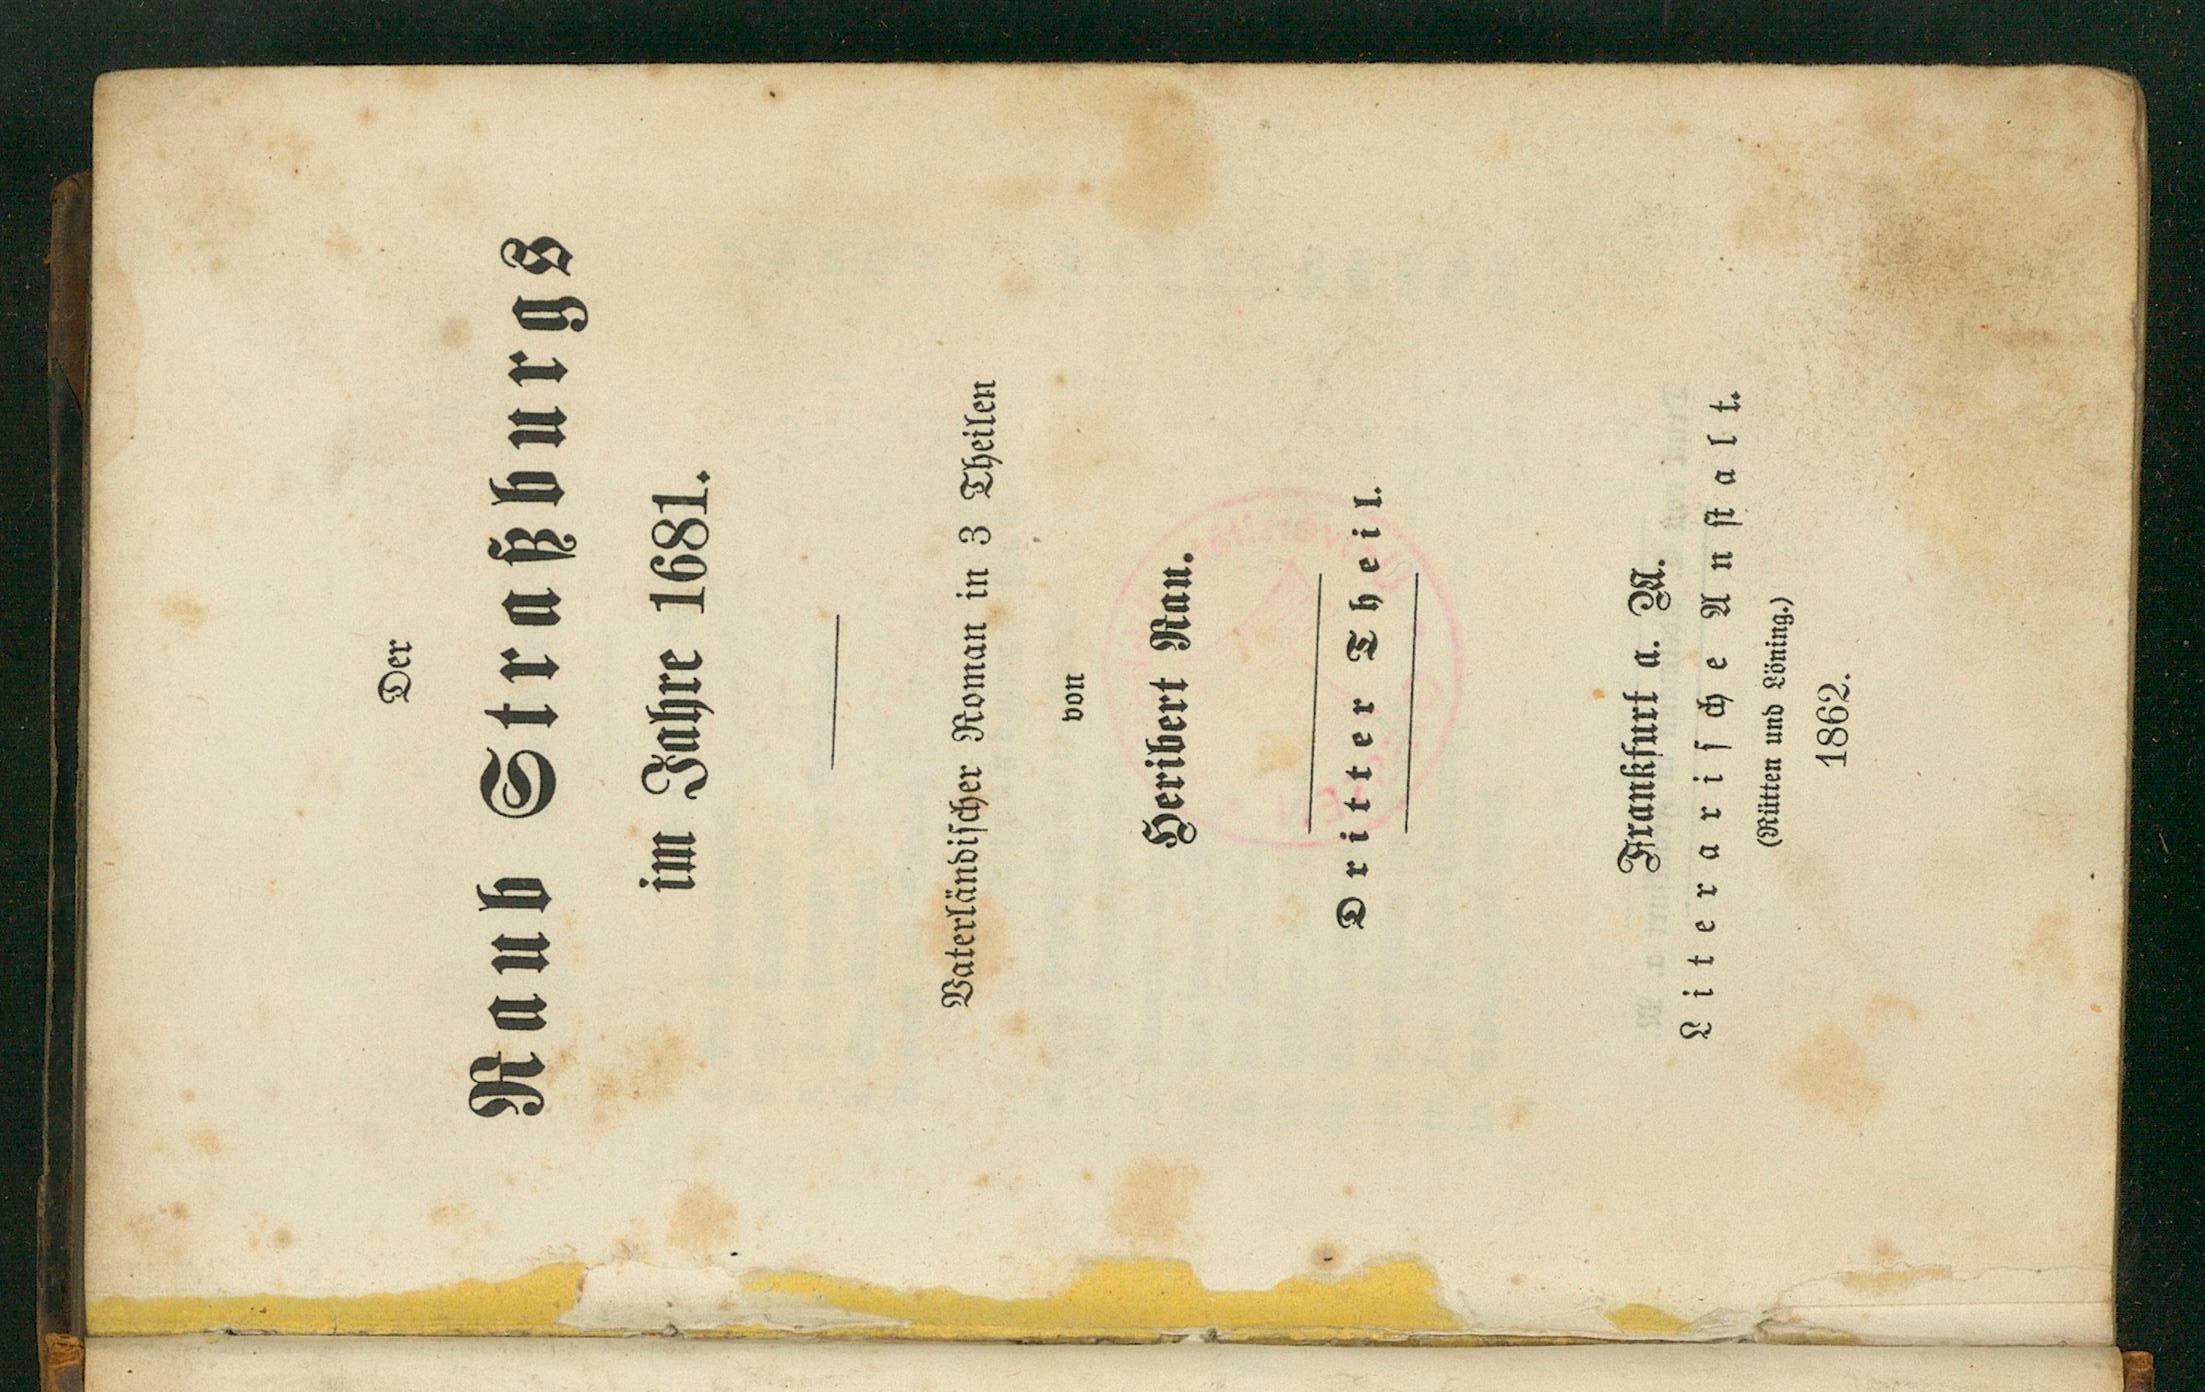 Der
Raub Straßburgs
im Jahre 1681.
Vaterländischer Roman in 3 Theilen
von
Heribert Rau.
Dritter Theil.
Frankfurt a. M.
Literarische Anstalt.
(Rütten und Löning.)
1862.